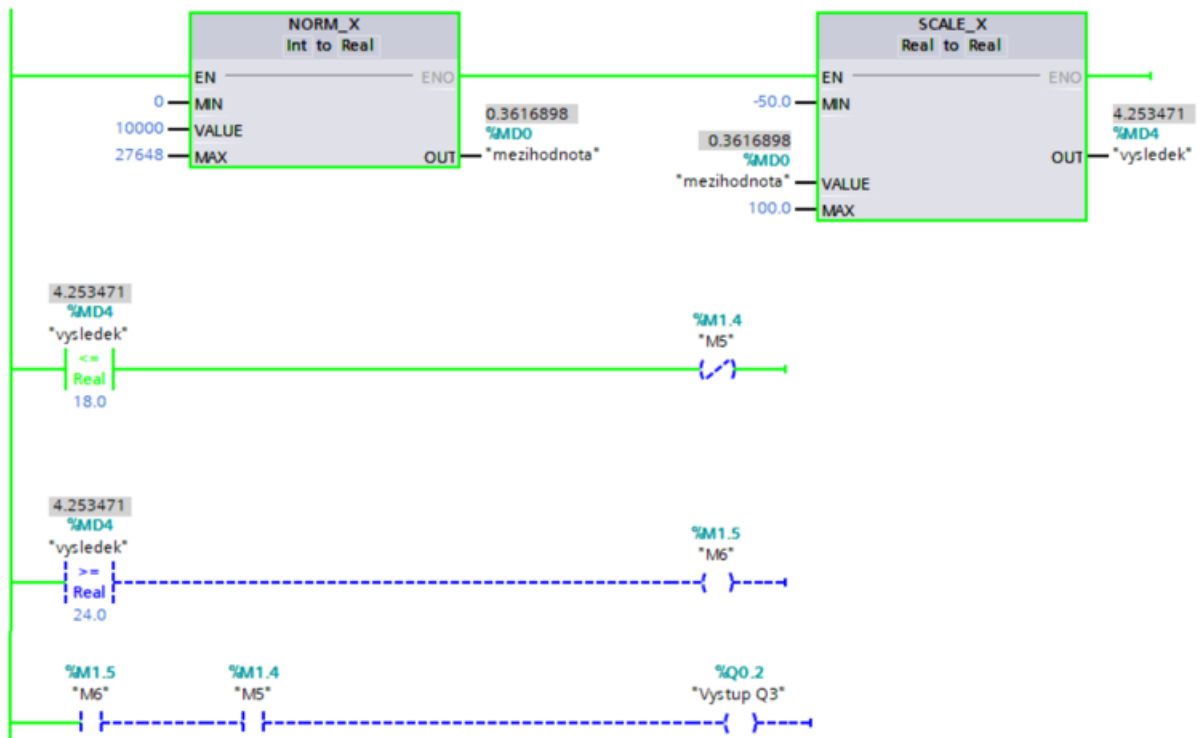 NORM_X
Int to Real
EN
ENO
0
MIN
10000
VALUE
27648
MAX
0.3616898
%MD0
OUT
"mezihodnota"
SCALE_X
Real to Real
EN
ENO
-50.0
MIN
0.3616898
%MD0
"mezihodnota"
VALUE
100.0
MAX
4.253471
%MD4
OUT
"vysledek"
4.253471
%MD4
"vysledek"
<=
Real
18.0
%M1.4
"M5"
4.253471
%MD4
"vysledek"
>=
Real
24.0
%M1.5
"M6"
%M1.5
"M6"
%M1.4
"M5"
%Q0.2
"Vystup Q3"